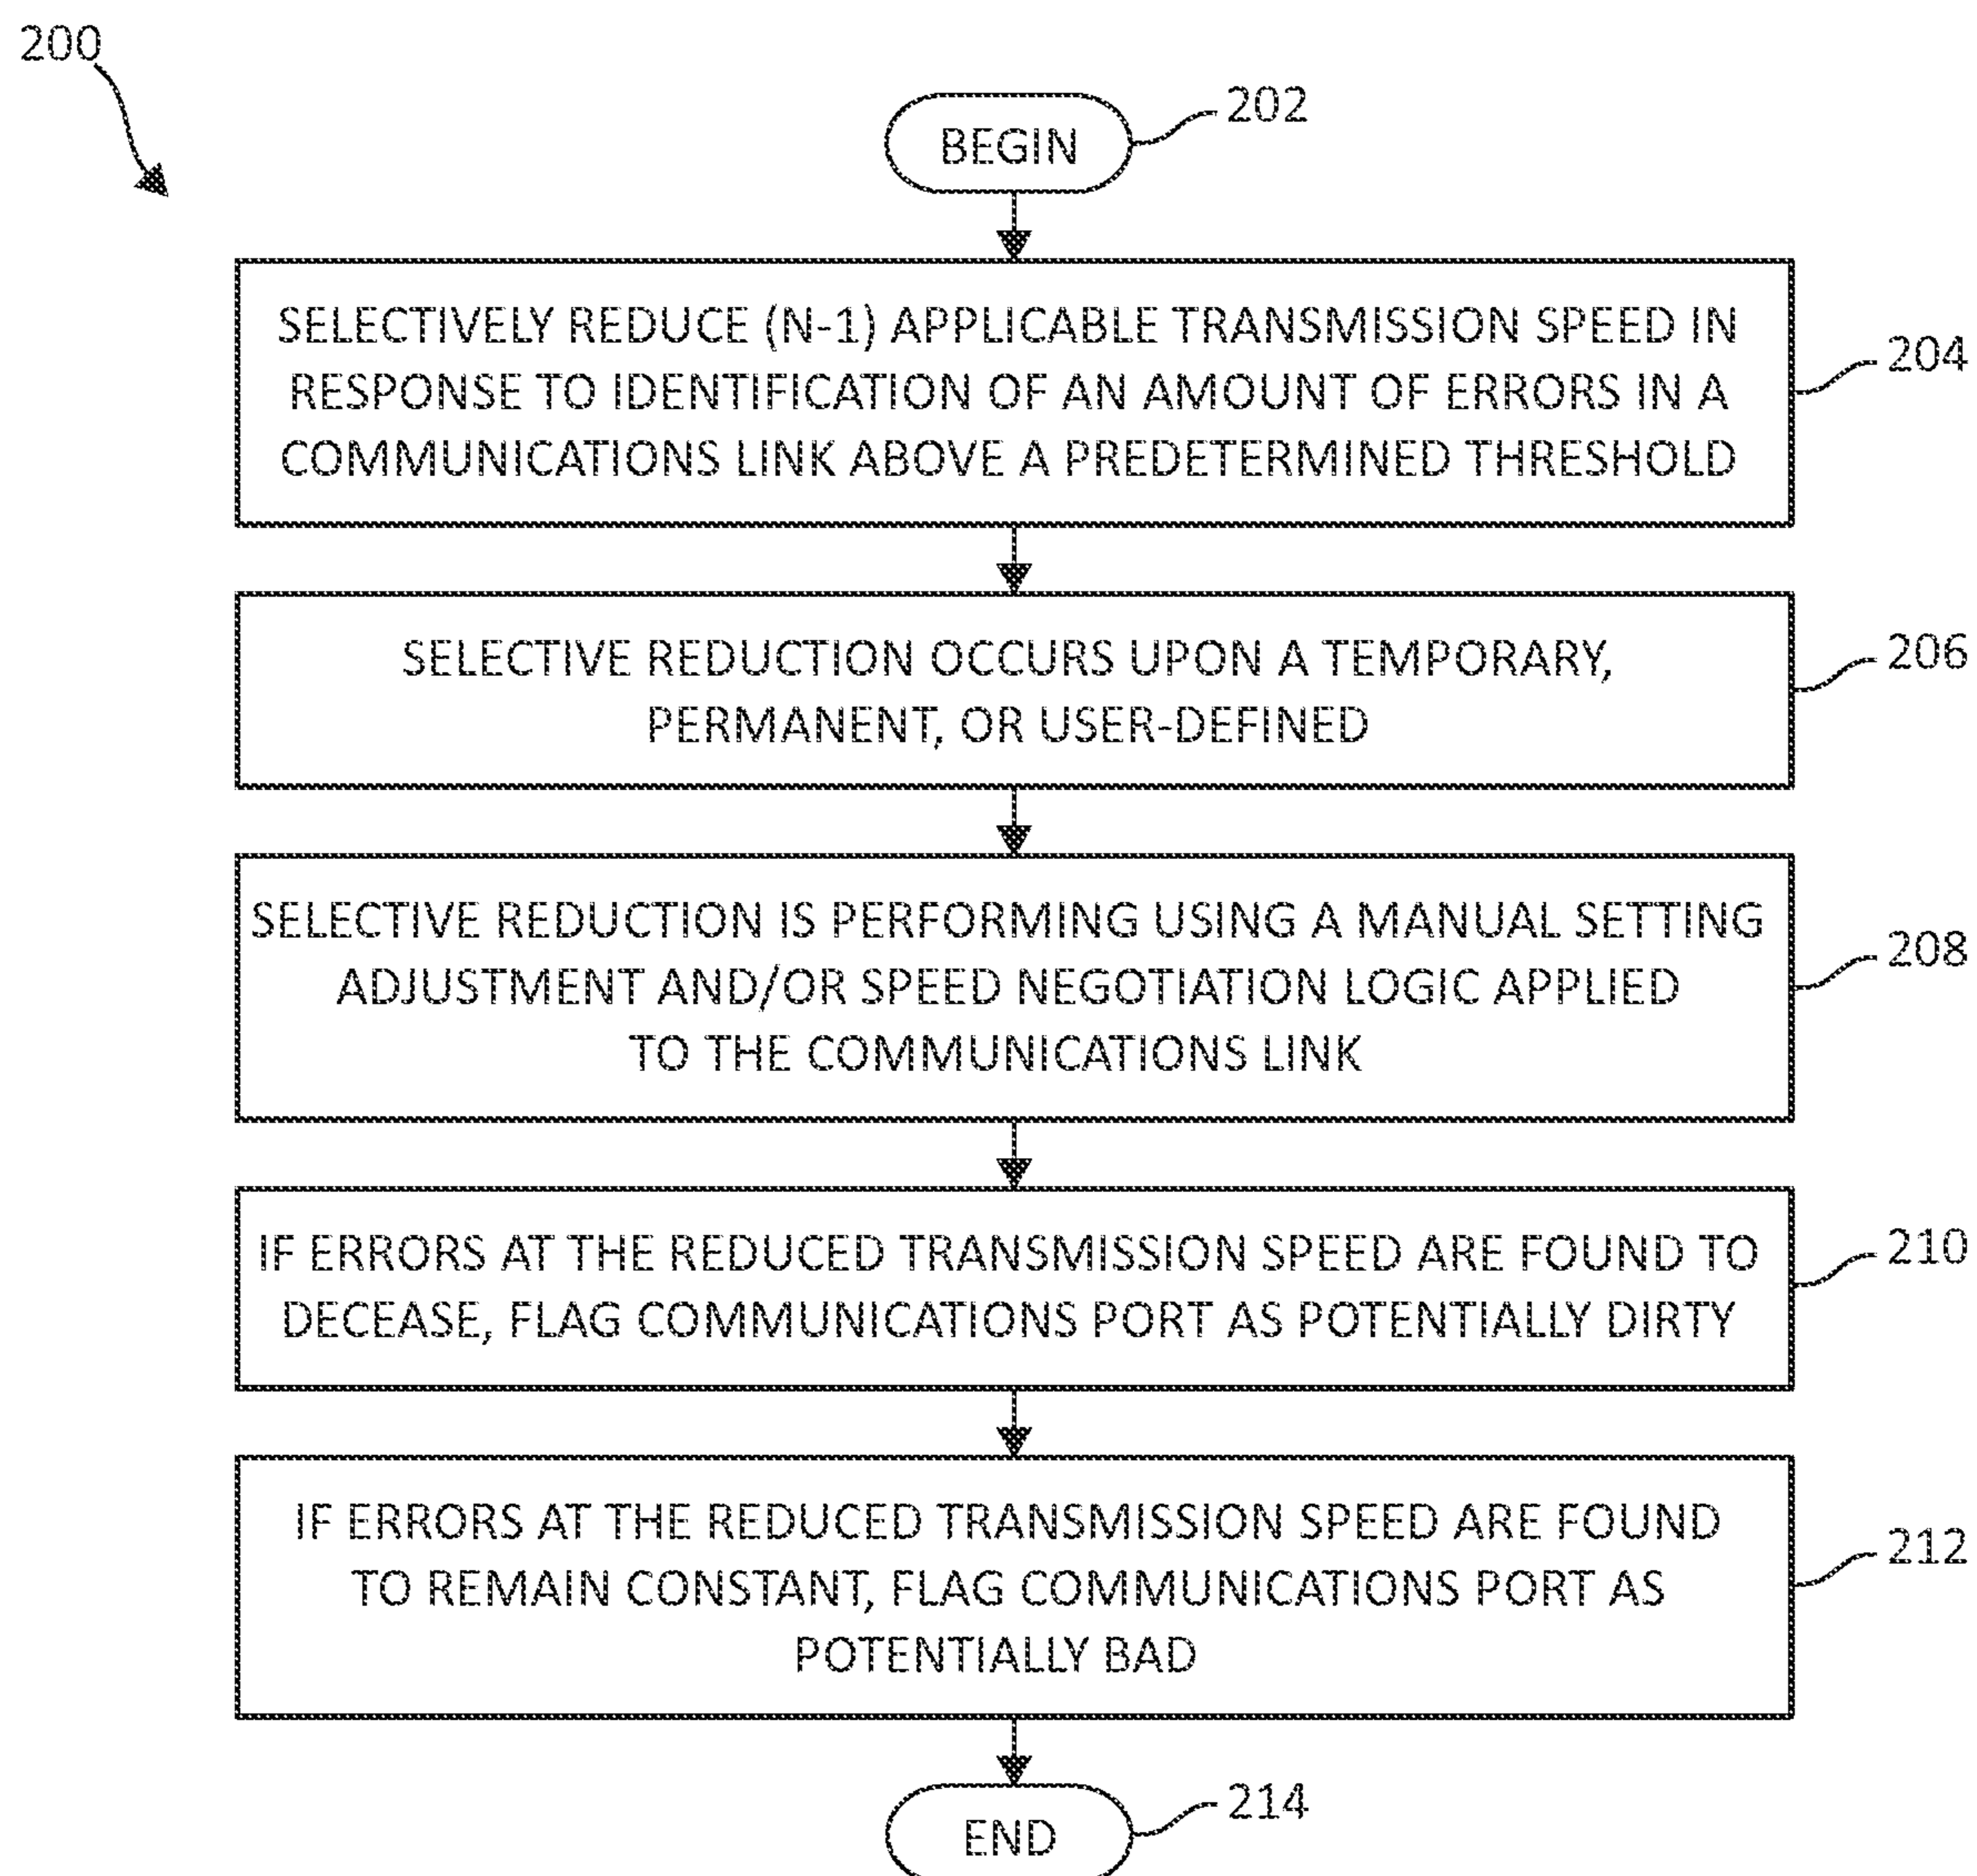 200
BEGIN
202
SELECTIVELY REDUCE (N-1) APPLICABLE TRANSMISSION SPEED IN
RESPONSE TO IDENTIFICATION OF AN AMOUNT OF ERRORS IN A
COMMUNICATIONS LINK ABOVE A PREDETERMINED THRESHOLD
204
SELECTIVE REDUCTION OCCURS UPON A TEMPORARY,
PERMANENT, OR USER-DEFINED
206
SELECTIVE REDUCTION IS PERFORMING USING A MANUAL SETTING
ADJUSTMENT AND/OR SPEED NEGOTIATION LOGIC APPLIED
TO THE COMMUNICATIONS LINK
208
IF ERRORS AT THE REDUCED TRANSMISSION SPEED ARE FOUND TO
DECEASE, FLAG COMMUNICATIONS PORT AS POTENTIALLY DIRTY
210
IF ERRORS AT THE REDUCED TRANSMISSION SPEED ARE FOUND
TO REMAIN CONSTANT, FLAG COMMUNICATIONS PORT AS
POTENTIALLY BAD
212
END
214